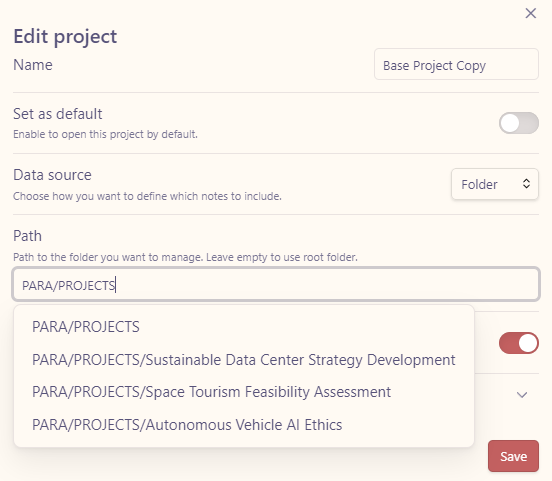 Edit project
Name
Base Project Copy
Set as default
Enable to open this project by default.
Data source
Choose how you want to define which notes to include.
Folder
Path
Path to the folder you want to manage. Leave empty to use root folder.
PARA/PROJECTS
PARA/PROJECTS
PARA/PROJECTS/Sustainable Data Center Strategy Development
PARA/PROJECTS/Space Tourism Feasibility Assessment
PARA/PROJECTS/Autonomous Vehicle AI Ethics
Save